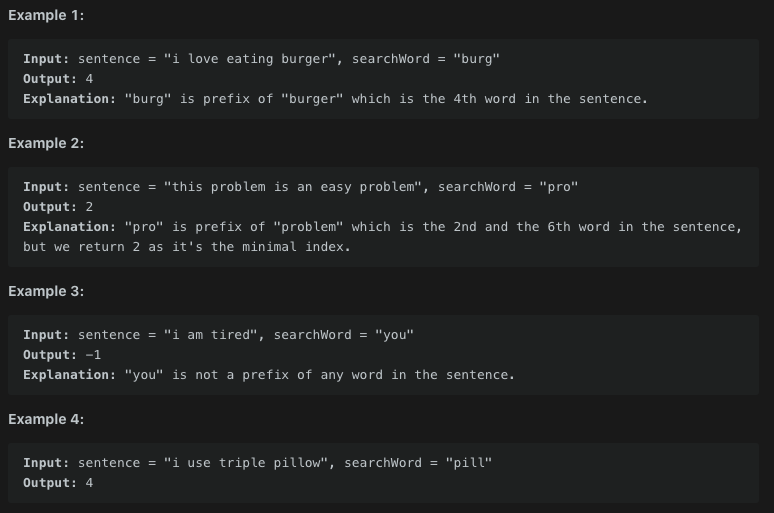 Example 1:
Input: sentence = "i love eating burger", searchWord = "burg"
Output: 4
Explanation: "burg" is prefix of "burger" which is the 4th word in the sentence.
Example 2:
Input: sentence = "this problem is an easy problem", searchWord = "pro"
Output: 2
Explanation: "pro" is prefix of "problem" which is the 2nd and the 6th word in the sentence,
but we return 2 as it's the minimal index.
Example 3:
Input: sentence = "i am tired", searchWord = "you"
Output: -1
Explanation: "you" is not a prefix of any word in the sentence.
Example 4:
Input: sentence = "i use triple pillow", searchWord = "pill"
Output: 4